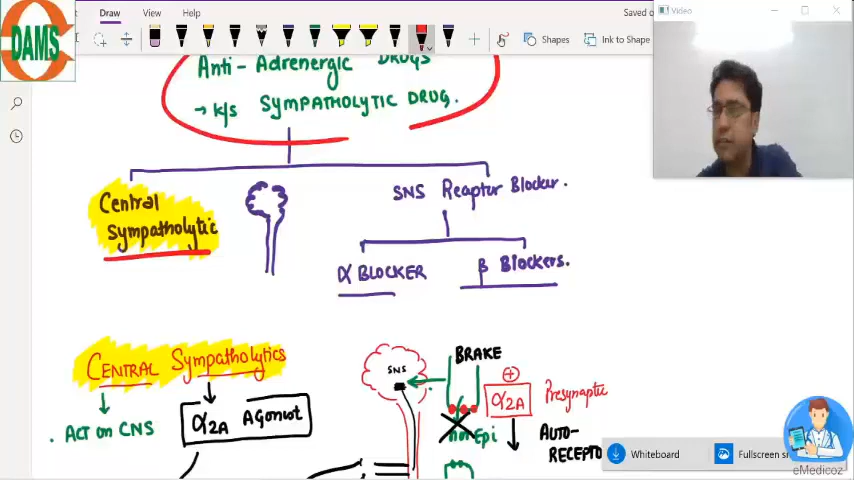 Draw View Help
Saved o
Video
DAMS
Shapes
Ink to Shape
Anti-Adrenergic DRUGS
→ K/s SYMPATHOLYTIC DRUG.
Central
Sympatholytic
SNS Reaptor Blocker.
α BLOCKER
β Blockers.
CENTRAL Sympatholytics
SNS
BRAKE
α2A
Presynaptic
. ACT on CNS
α2A Agonist
nor Epi
AUTO-
RECEPTO
Whiteboard
Fullscreen s
eMedicoz